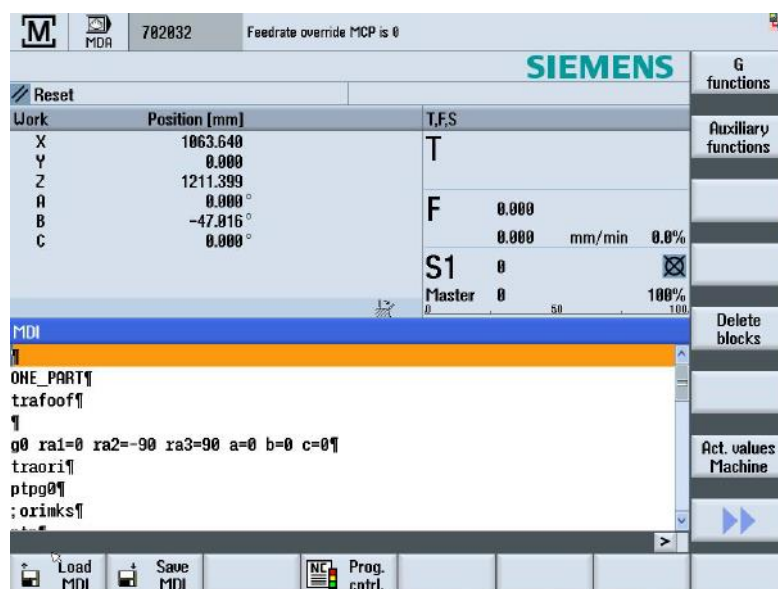 M MDA 702032 Feedrate override MCP is 0
SIEMENS
G functions
Reset
Work Position [mm] T,F,S
Auxiliary functions
X 1063.640
Y 0.000
Z 1211.399
A 0.000°
B -47.016°
C 0.000°
T
F 0.000
0.000 mm/min 0.0%
S1 0
Master 0 100%
0 50 100
MDI
Delete blocks
¶
ONE_PART¶
trafoof¶
¶
g0 ra1=0 ra2=-90 ra3=90 a=0 b=0 c=0¶
traori¶
ptpg0¶
;orimks¶
Act. values Machine
>
Load MDI
Save MDI
NC Prog. cntrl.